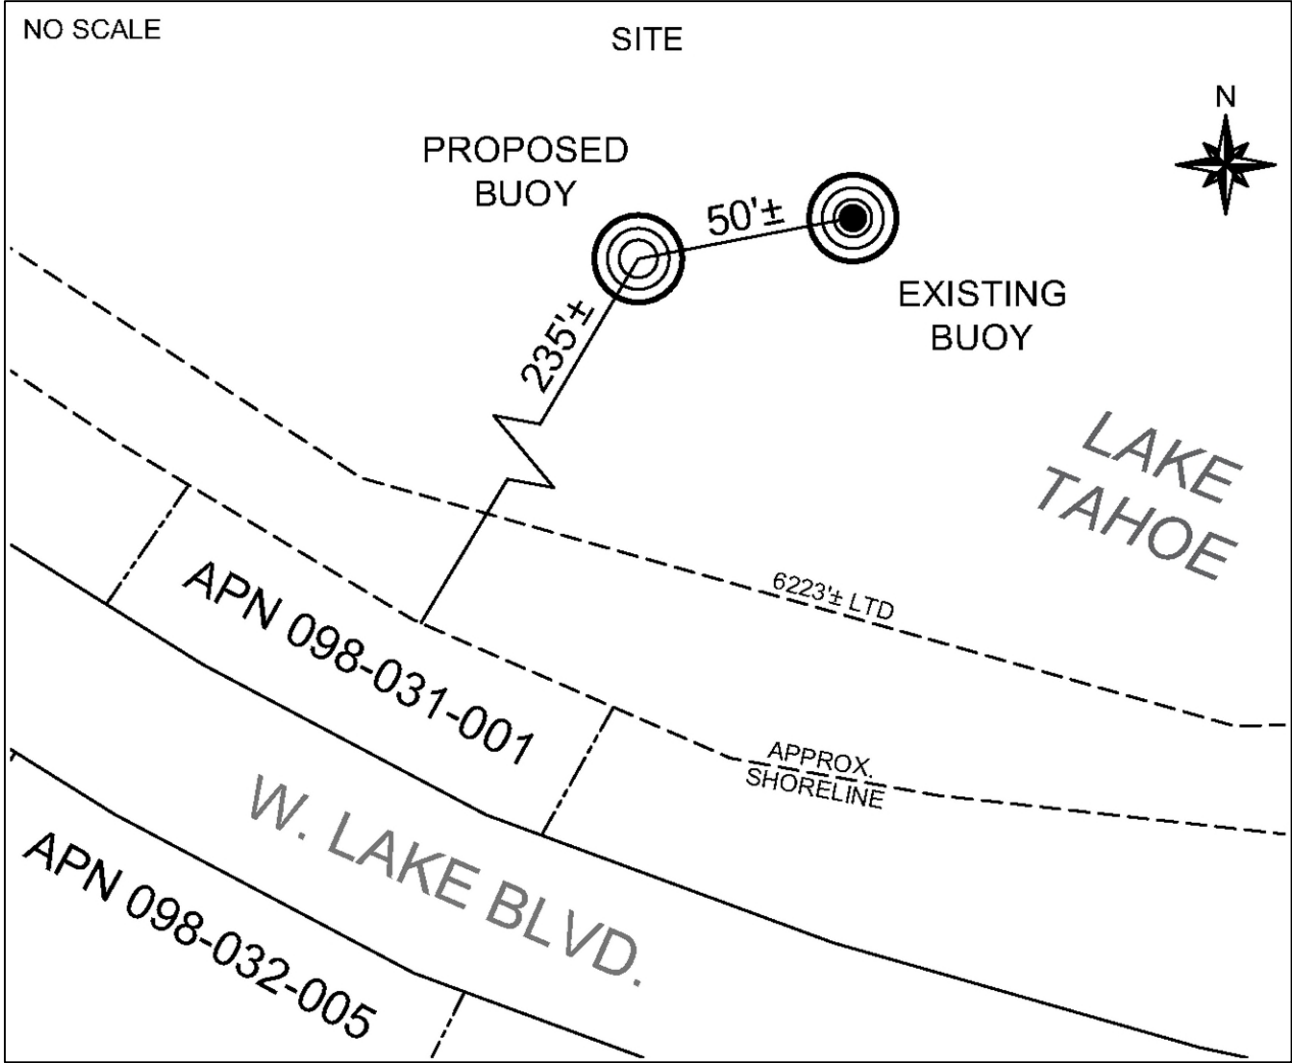 NO SCALE
SITE
N
PROPOSED
BUOY
50'±
EXISTING
BUOY
235'±
LAKE
TAHOE
6223'± LTD
APN 098-031-001
APPROX.
SHORELINE
W. LAKE BLVD.
APN 098-032-005